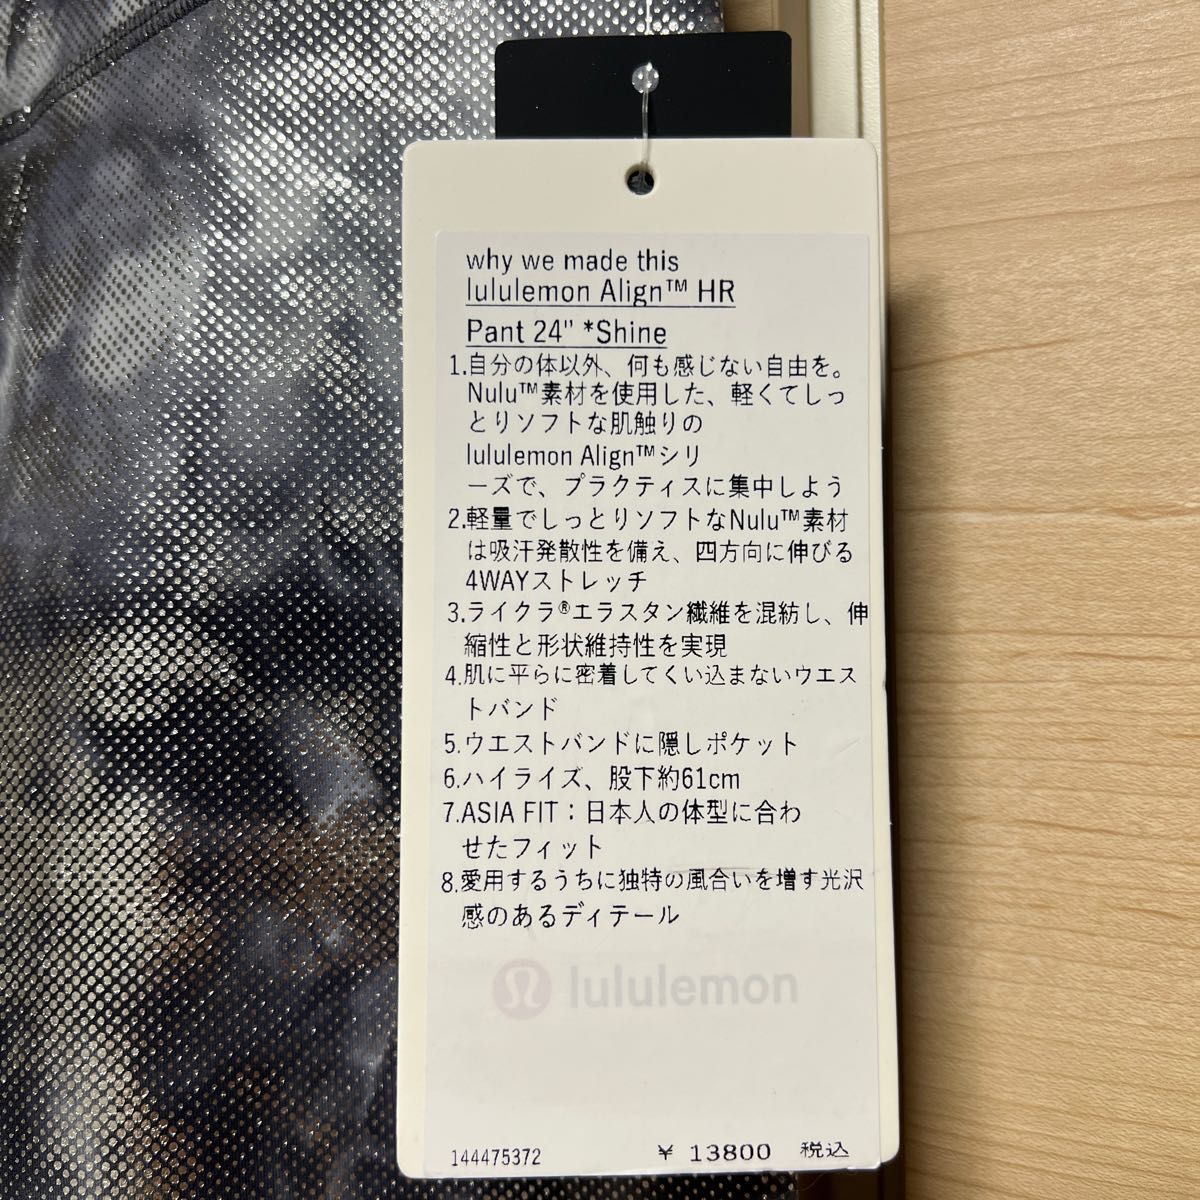 why we made this
lululemon Align™ HR
Pant 24" *Shine
1.自分の体以外、何も感じない自由を。
Nulu™素材を使用した、軽くてしっ
とりソフトな肌触りの
lululemon Align™シリ
ーズで、プラクティスに集中しよう
2.軽量でしっとりソフトなNulu™素材
は吸汗発散性を備え、四方向に伸びる
4WAYストレッチ
3.ライクラ®エラスタン繊維を混紡し、伸
縮性と形状維持性を実現
4.肌に平らに密着してくい込まないウエス
トバンド
5.ウエストバンドに隠しポケット
6.ハイライズ、股下約61cm
7.ASIA FIT：日本人の体型に合わ
せたフィット
8.愛用するうちに独特の風合いを増す光沢
感のあるディテール
lululemon
144475372 ¥ 13800 税込